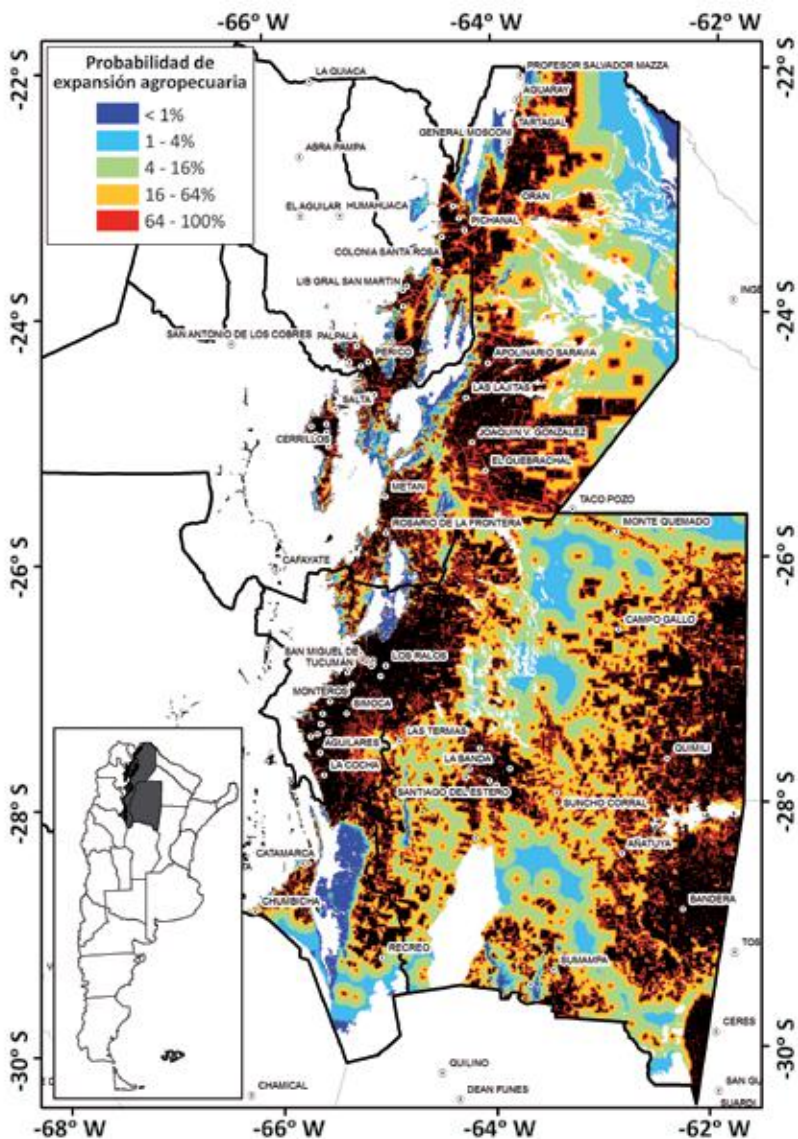 -66° W
-64° W
-62° W
-22° S
-24° S
-26° S
-28° S
-30° S
Probabilidad de
expansión agropecuaria
< 1%
1 - 4%
4 - 16%
16 - 64%
64 - 100%
LA QUIACA
PROFESOR SALVADOR MAZZA
AGUARAY
TARTAGAL
GENERAL MOSCONI
ABRA PAMPA
ORAN
EL AGUILAR
HUMAHUACA
PICHANAL
COLONIA SANTA ROSA
LIB GRAL SAN MARTIN
INGE
SAN ANTONIO DE LOS COBRES
PALPALA
PERICO
APOLINARIO SARAVIA
LAS LAJITAS
SALTA
CERRILLOS
JOAQUIN V. GONZALEZ
EL QUEBRACHAL
METAN
TACO POZO
ROSARIO DE LA FRONTERA
MONTE QUEMADO
CAFAYATE
CAMPO GALLO
SAN MIGUEL DE
TUCUMAN
LOS RALOS
MONTEROS
SIMOCA
LAS TERMAS
AGUILARES
LA BANDA
QUIMILI
LA COCHA
SANTIAGO DEL ESTERO
SUNCHO CORRAL
AÑATUYA
CATAMARCA
CHUMBICHA
BANDERA
RECREO
SUMAMPA
TOS
CERES
QUILINO
CHAMICAL
DEAN FUNES
SAN GU
SUARDI
-68° W
-66° W
-64° W
-62° W